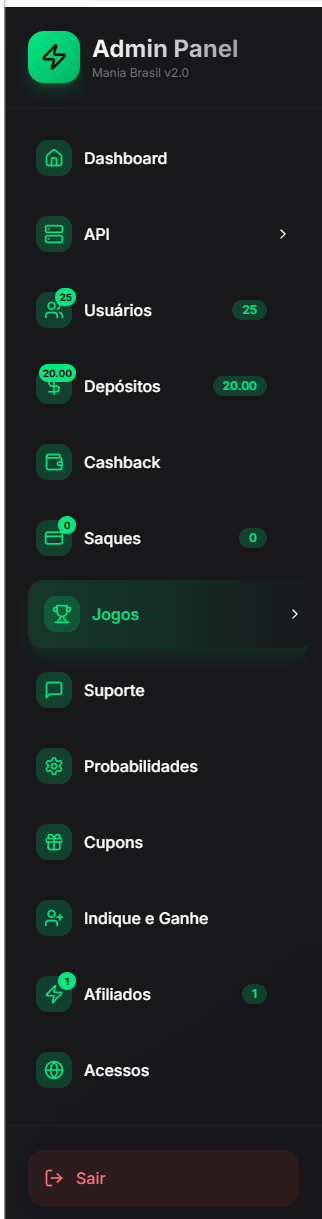 Admin Panel
Mania Brasil v2.0
Dashboard
API
25
Usuários 25
20.00
Depósitos 20.00
Cashback
0
Saques 0
Jogos
Suporte
Probabilidades
Cupons
Indique e Ganhe
1
Afiliados 1
Acessos
Sair